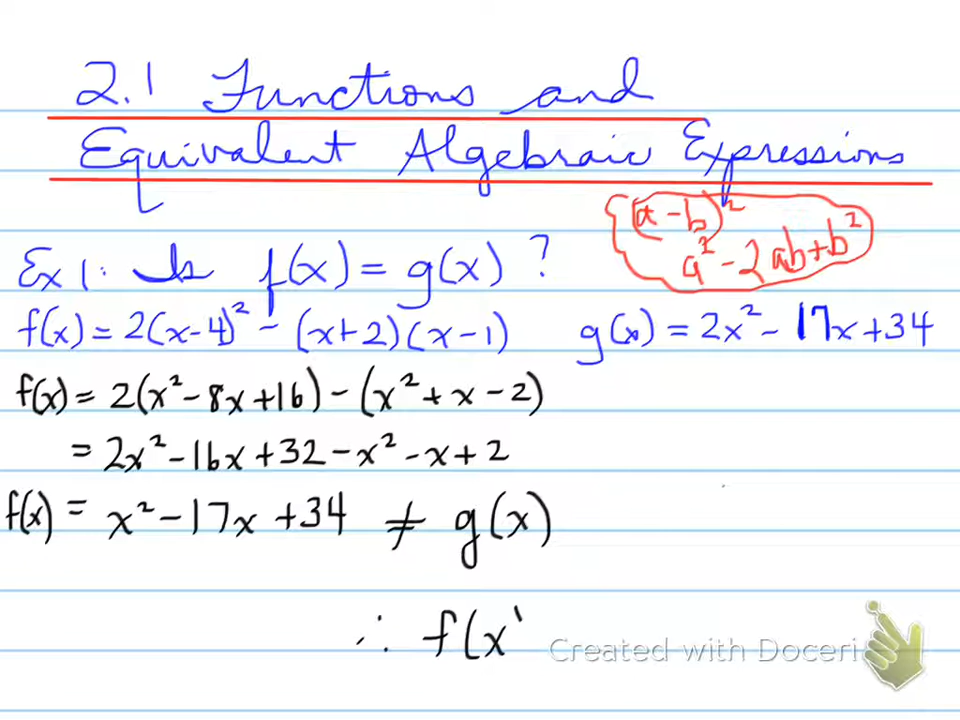 2.1 Functions and
Equivalent Algebraic Expressions
(a-b)²
a²-2ab+b²
Ex 1: Is f(x) = g(x) ?
f(x) = 2(x-4)² - (x+2)(x-1) g(x) = 2x² - 17x+34
f(x) = 2(x²-8x+16) - (x²+x-2)
= 2x²-16x+32-x²-x+2
f(x) = x²-17x+34 ≠ g(x)
∴ f(x)
Created with Doceri